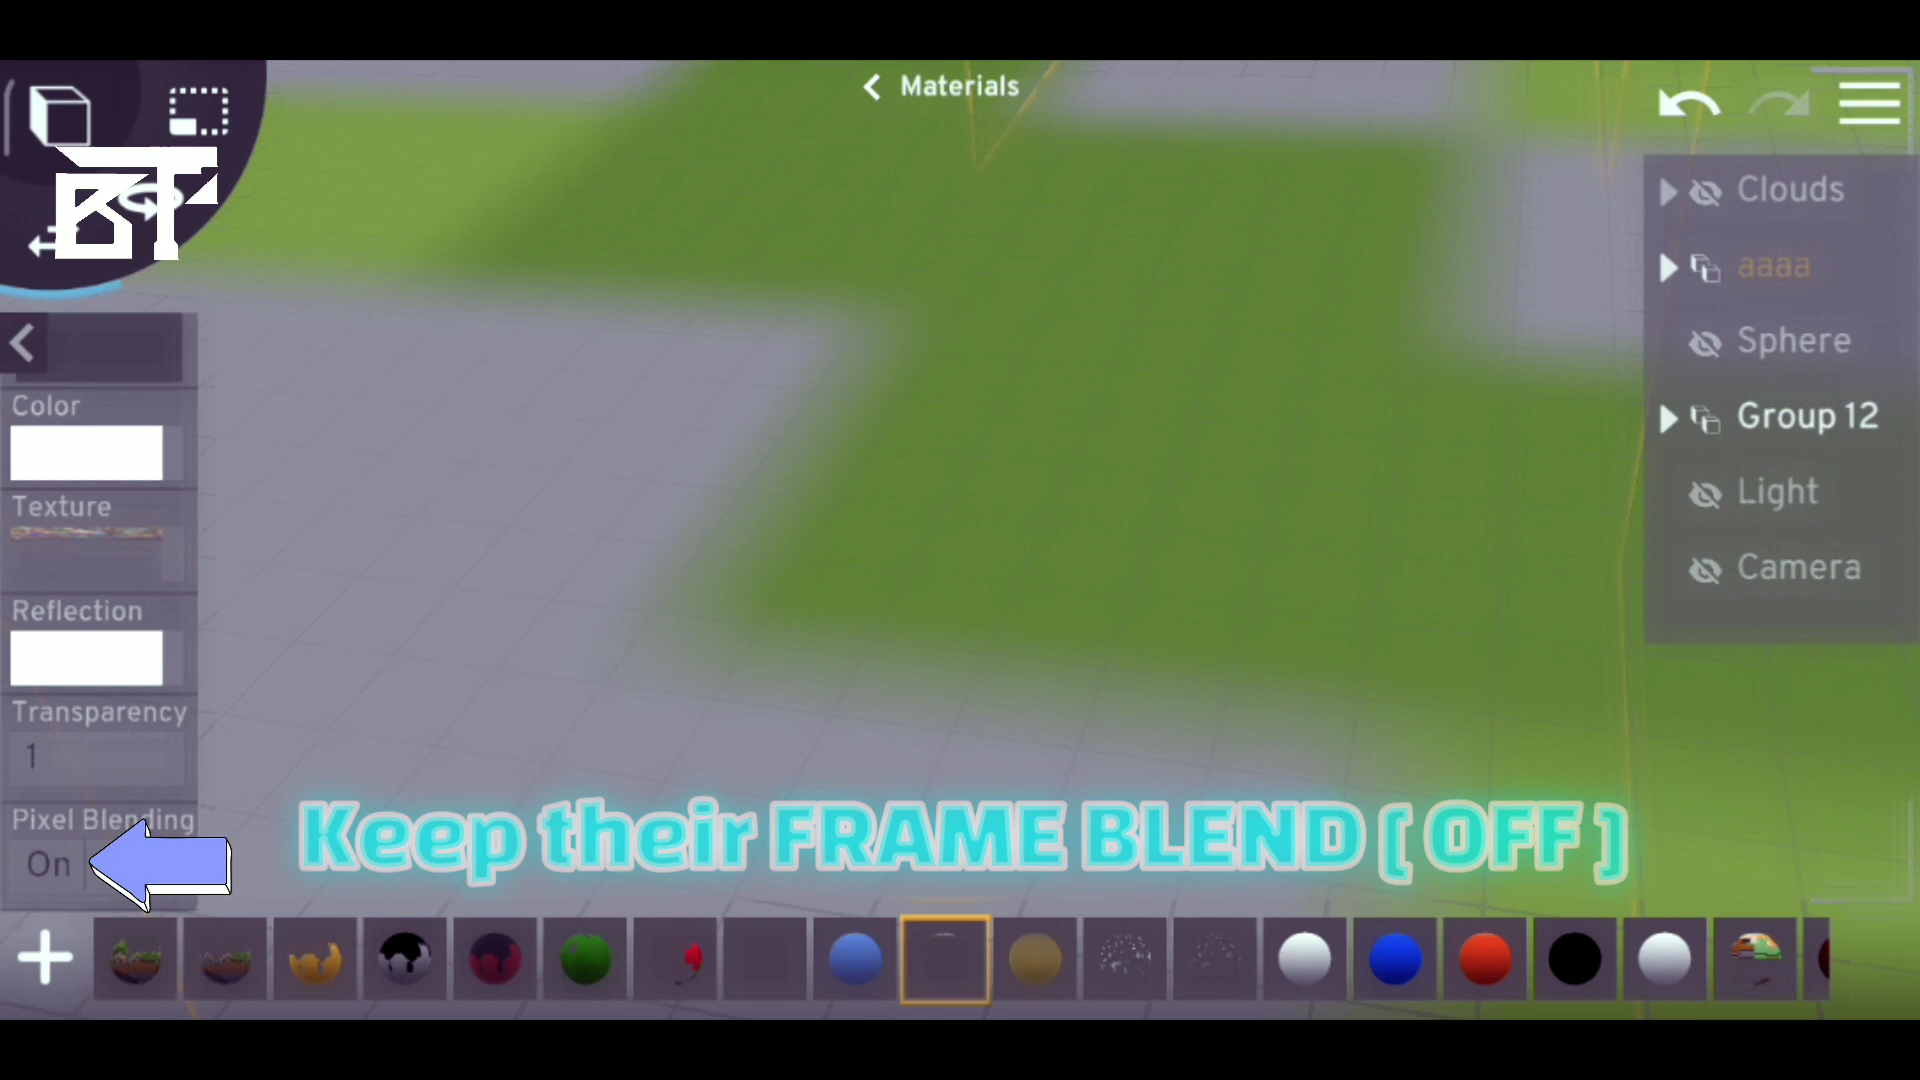 Materials
BT
Clouds
aaaa
Sphere
Group 12
Light
Camera
Color
Texture
Reflection
Transparency
1
Pixel Blending
On
Keep their FRAME BLEND ( OFF )